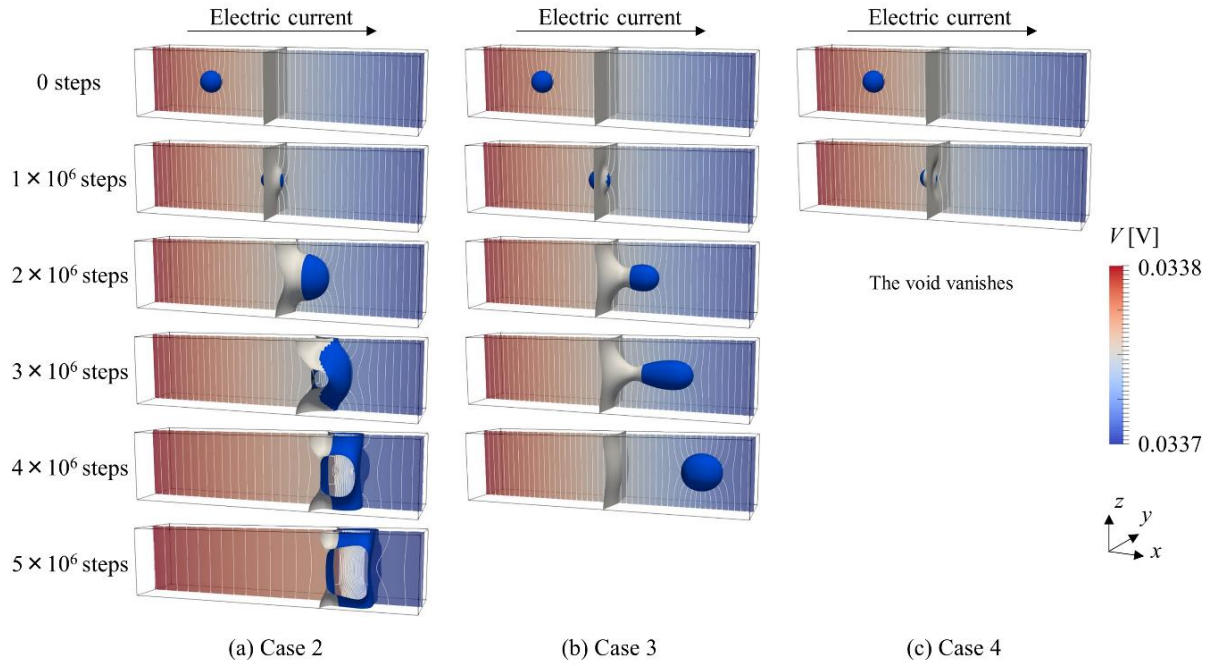 Electric current
Electric current
Electric current
0 steps
1 × 10⁶ steps
2 × 10⁶ steps
The void vanishes
3 × 10⁶ steps
4 × 10⁶ steps
5 × 10⁶ steps
V [V]
0.0338
0.0337
z
y
x
(a) Case 2
(b) Case 3
(c) Case 4